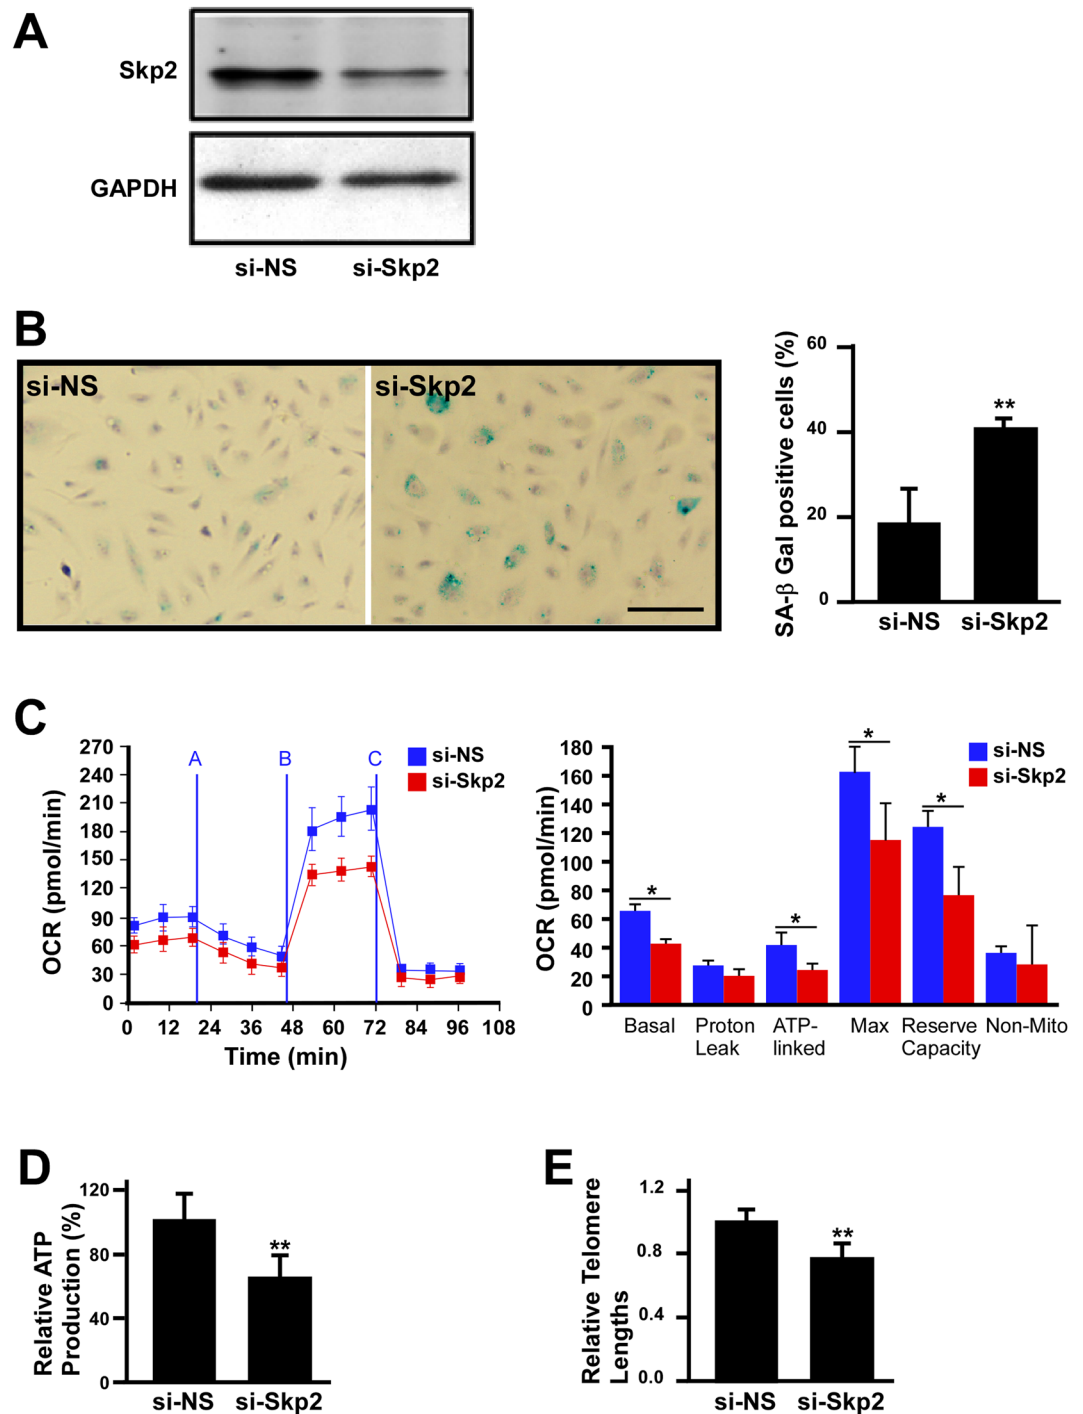 A
Skp2
GAPDH
si-NS si-Skp2
B
si-NS si-Skp2
SA-β Gal positive cells (%)
60
40
20
0
**
si-NS si-Skp2
C
OCR (pmol/min)
270
240
210
180
150
120
90
60
30
0
A B C
si-NS
si-Skp2
0 12 24 36 48 60 72 84 96 108
Time (min)
OCR (pmol/min)
180
160
140
120
100
80
60
40
20
0
* * * *
si-NS
si-Skp2
Basal Proton ATP- Max Reserve Non-Mito
Leak linked Capacity
D
Relative ATP
Production (%)
120
80
40
0
**
si-NS si-Skp2
E
Relative Telomere
Lengths
1.2
0.8
0.4
0.0
**
si-NS si-Skp2